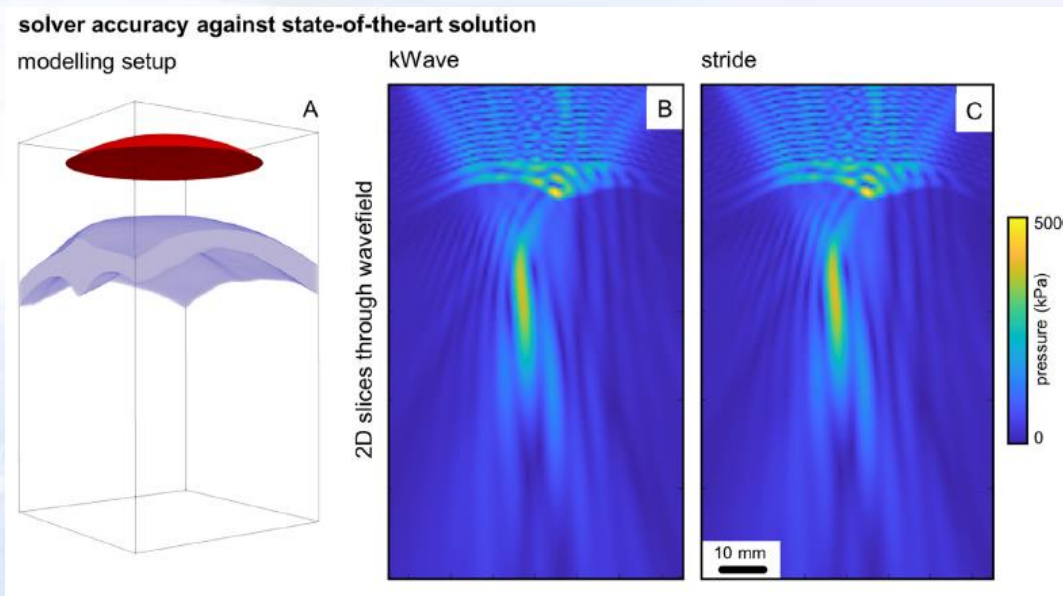 solver accuracy against state-of-the-art solution
modelling setup
kWave
stride
A
B
C
2D slices through wavefield
5000
pressure (kPa)
0
10 mm